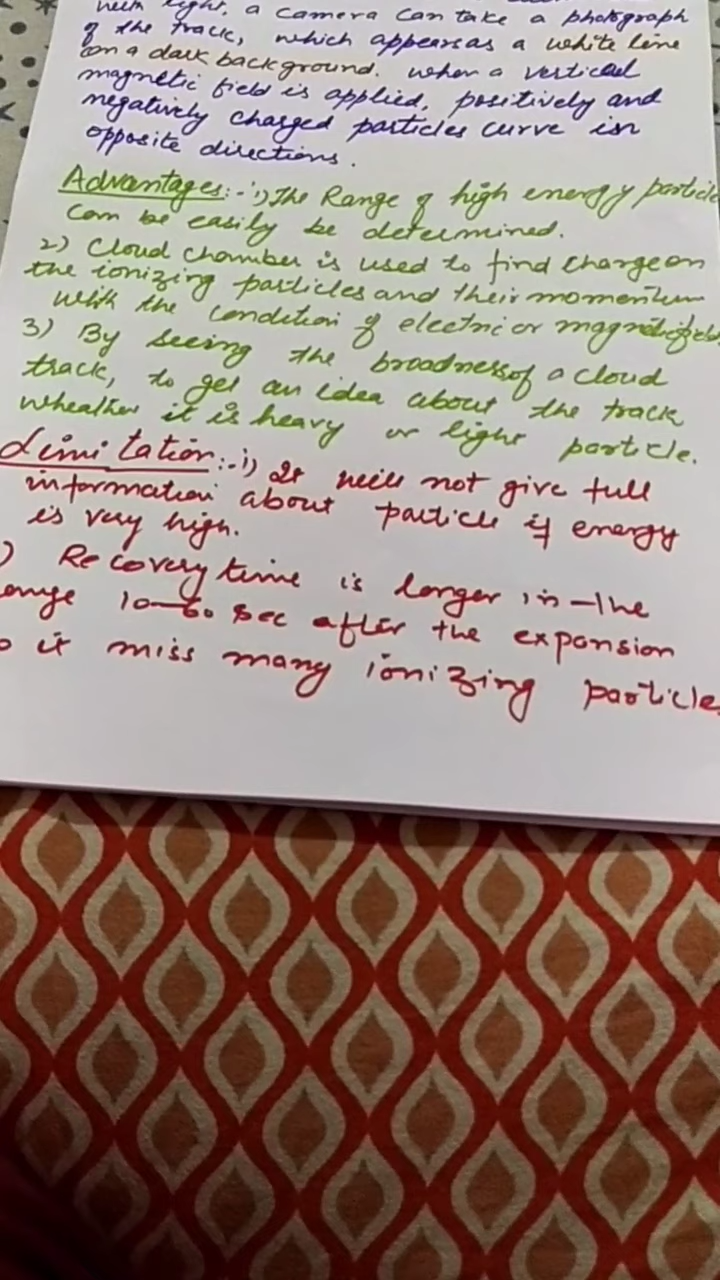 with light, a camera can take a photograph
of the track, which appears as a white line
on a dark background. when a vertical
magnetic field is applied, positively and
negatively charged particles curve in
opposite directions.
Advantages:- 1) The Range of high energy particle
can be easily be determined.
2) Cloud chamber is used to find charge on
the ionizing particles and their momentum
with the condition of electric or magnetic field
3) By seeing the broadness of a cloud
track, to get an idea about the track
wheather it is heavy or light particle.
Limitation:- 1) It will not give full
information about particle if energy
is very high.
) Recovery time is longer in the
ange 10-60 sec after the expansion
o it miss many ionizing particle